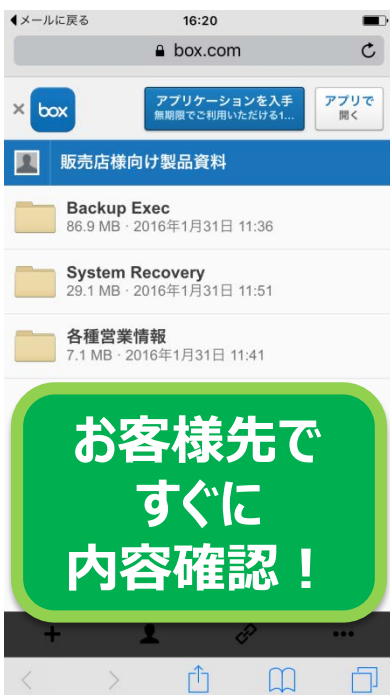 メールに戻る 16:20
box.com
× box アプリケーションを入手 アプリで
無期限でご利用いただける1... 開く
販売店様向け製品資料
Backup Exec
86.9 MB · 2016年1月31日 11:36
System Recovery
29.1 MB · 2016年1月31日 11:51
各種営業情報
7.1 MB · 2016年1月31日 11:41
お客様先で
すぐに
内容確認！